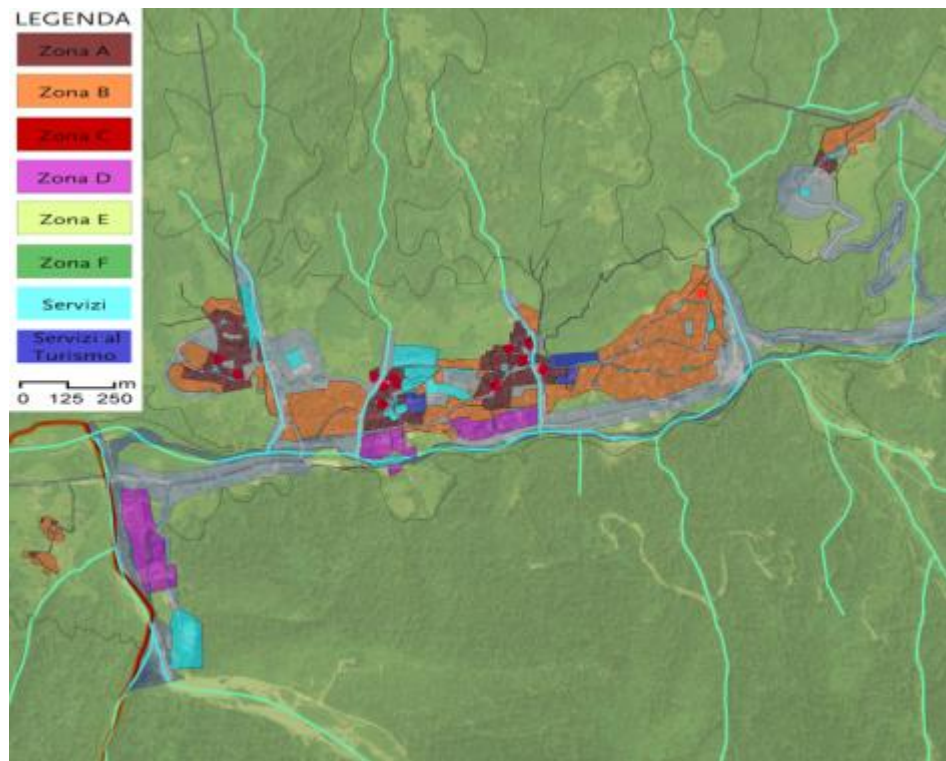 LEGENDA
Zona A
Zona B
Zona C
Zona D
Zona E
Zona F
Servizi
Servizi al
Turismo
m
0 125 250